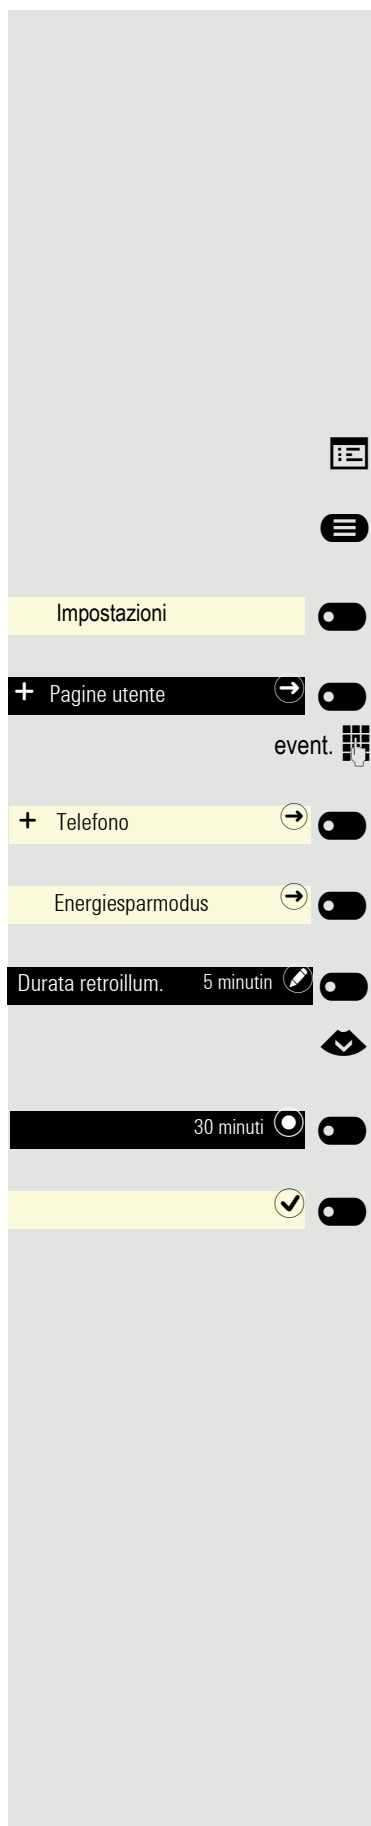 Impostazioni
+ Pagine utente
event.
+ Telefono
Energiesparmodus
Durata retroillum. 5 minutin
30 minuti